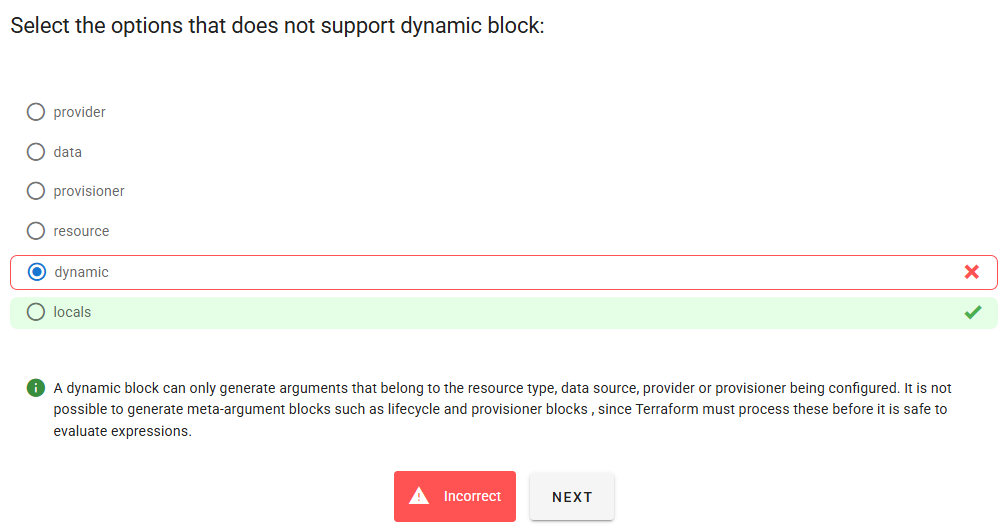 Select the options that does not support dynamic block:
provider
data
provisioner
resource
dynamic
locals
A dynamic block can only generate arguments that belong to the resource type, data source, provider or provisioner being configured. It is not
possible to generate meta-argument blocks such as lifecycle and provisioner blocks , since Terraform must process these before it is safe to
evaluate expressions.
Incorrect
NEXT